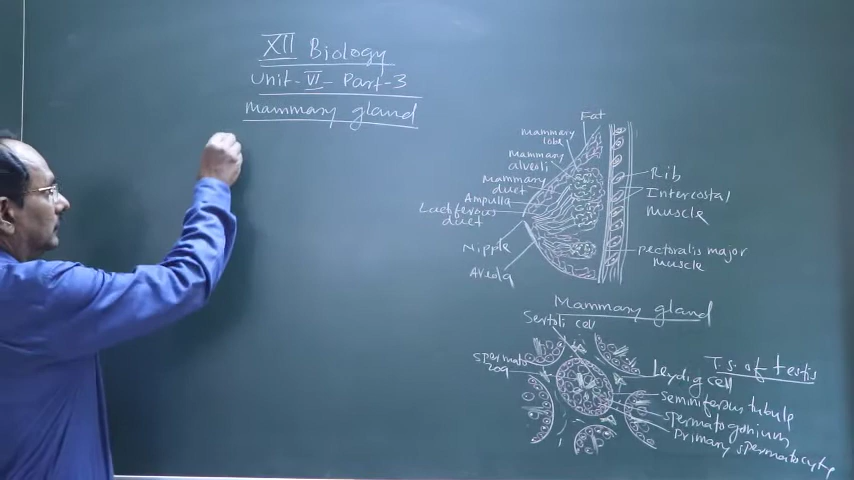 XII Biology
Unit-VI- Part-3
Mammary gland
Fat
mammary
lobe
mammary
alveoli
Mammary
duct
Ampulla
Lactiferous
duct
Nipple
Areola
Rib
Intercostal
muscle
pectoralis major
muscle
Mammary gland
Sertoli cell
T.S. of testis
spermato
zoa
Leydig cell
seminiferous tubule
spermatogonium
Primary spermatocyte